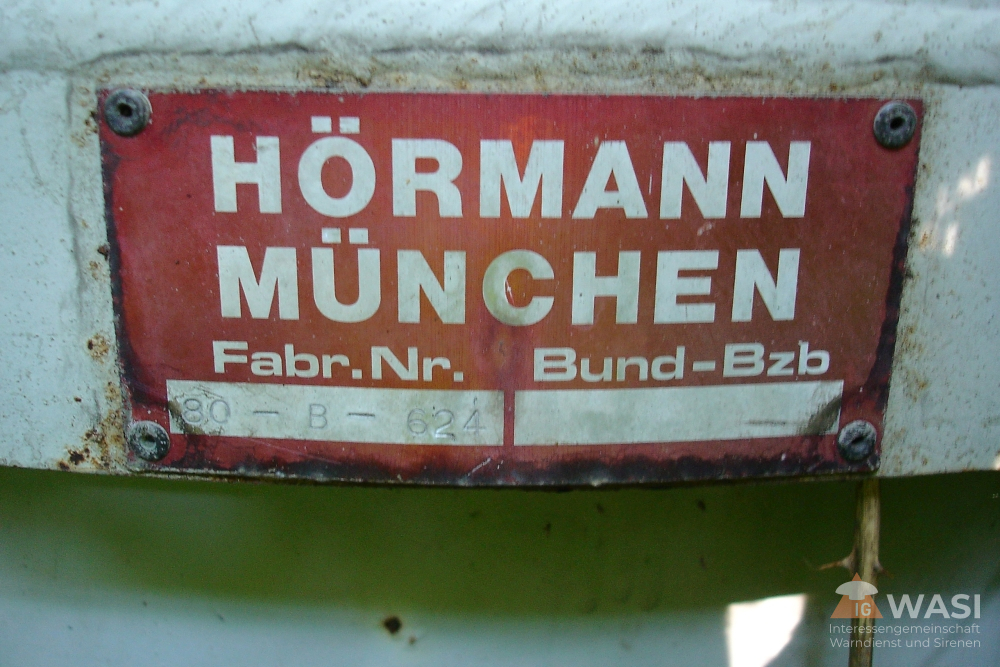 HÖRMANN
MÜNCHEN
Fabr. Nr. Bund-Bzb
80 - B - 624 -
IG WASI
Interessengemeinschaft
Warndienst und Sirenen